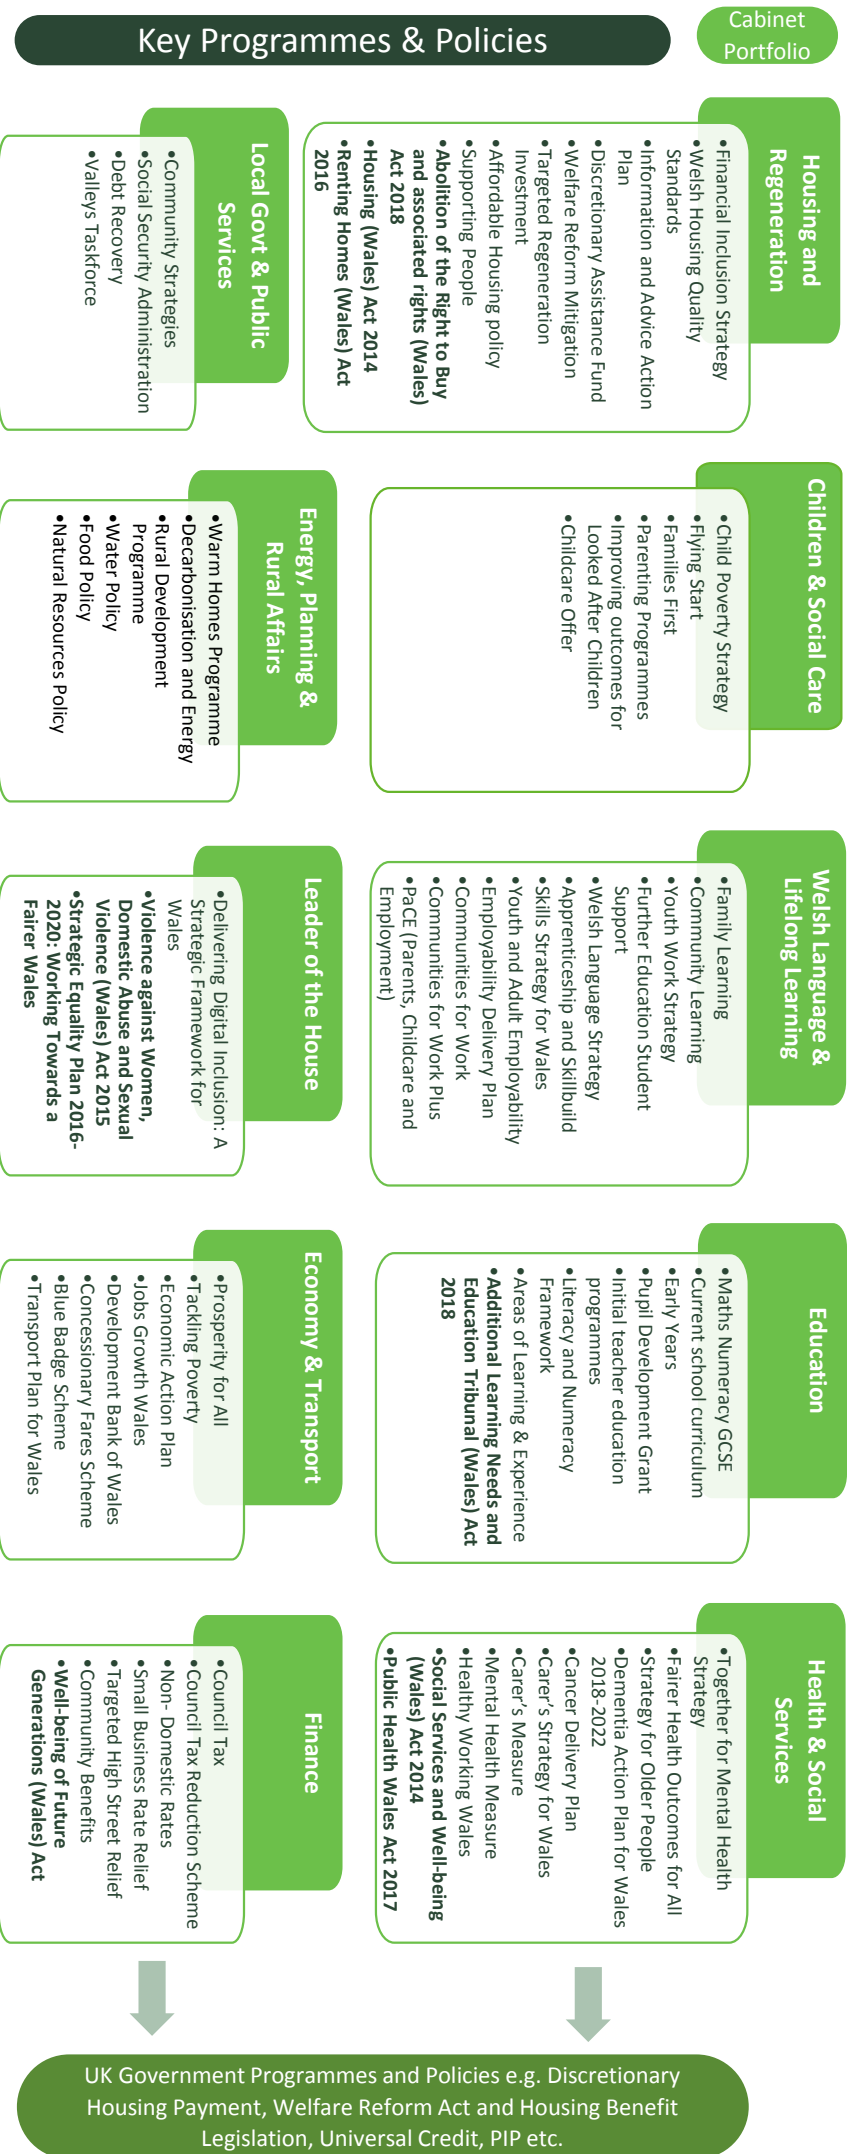 Key Programmes & Policies
Cabinet
Portfolio
Housing and
Regeneration
•Financial Inclusion Strategy
•Welsh Housing Quality
Standards
•Information and Advice Action
Plan
•Discretionary Assistance Fund
•Welfare Reform Mitigation
•Targeted Regeneration
Investment
•Affordable Housing policy
•Supporting People
•Abolition of the Right to Buy
and associated rights (Wales)
Act 2018
•Housing (Wales) Act 2014
•Renting Homes (Wales) Act
2016
Local Govt & Public
Services
•Community Strategies
•Social Security Administration
•Debt Recovery
•Valleys Taskforce
Children & Social Care
•Child Poverty Strategy
•Flying Start
•Families First
•Parenting Programmes
•Improving outcomes for
Looked After Children
•Childcare Offer
Energy, Planning &
Rural Affairs
•Warm Homes Programme
•Decarbonisation and Energy
•Rural Development
Programme
•Water Policy
•Food Policy
•Natural Resources Policy
Welsh Language &
Lifelong Learning
•Family Learning
•Community Learning
•Youth Work Strategy
•Further Education Student
Support
•Welsh Language Strategy
•Apprenticeship and Skillbuild
•Skills Strategy for Wales
•Youth and Adult Employability
•Employability Delivery Plan
•Communities for Work
•Communities for Work Plus
•PaCE (Parents, Childcare and
Employment)
Leader of the House
•Delivering Digital Inclusion: A
Strategic Framework for
Wales
•Violence against Women,
Domestic Abuse and Sexual
Violence (Wales) Act 2015
•Strategic Equality Plan 2016-
2020: Working Towards a
Fairer Wales
Education
•Maths Numeracy GCSE
•Current school curriculum
•Early Years
•Pupil Development Grant
•Initial teacher education
programmes
•Literacy and Numeracy
Framework
•Areas of Learning & Experience
•Additional Learning Needs and
Education Tribunal (Wales) Act
2018
Economy & Transport
•Prosperity for All
•Tackling Poverty
•Economic Action Plan
•Jobs Growth Wales
•Development Bank of Wales
•Concessionary Fares Scheme
•Blue Badge Scheme
•Transport Plan for Wales
Health & Social
Services
•Together for Mental Health
Strategy
•Fairer Health Outcomes for All
•Strategy for Older People
•Dementia Action Plan for Wales
2018-2022
•Cancer Delivery Plan
•Carer's Strategy for Wales
•Carer's Measure
•Mental Health Measure
•Healthy Working Wales
•Social Services and Well-being
(Wales) Act 2014
•Public Health Wales Act 2017
Finance
•Council Tax
•Council Tax Reduction Scheme
•Non- Domestic Rates
•Small Business Rate Relief
•Targeted High Street Relief
•Community Benefits
•Well-being of Future
Generations (Wales) Act
UK Government Programmes and Policies e.g. Discretionary
Housing Payment, Welfare Reform Act and Housing Benefit
Legislation, Universal Credit, PIP etc.